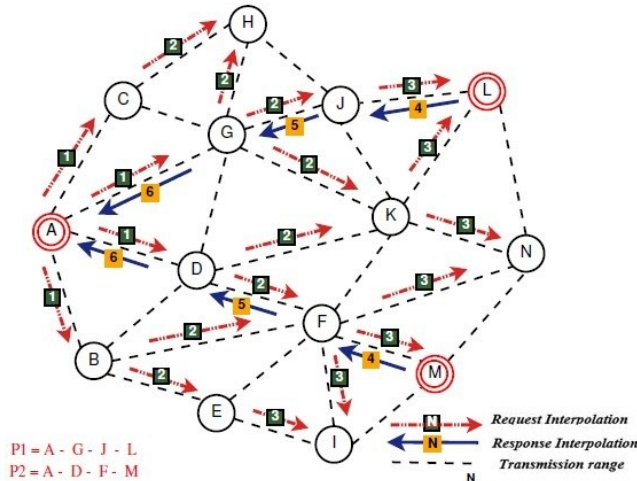 H
2
2
C
2
J
3
L
4
G
5
1
2
3
1
6
K
A
1
2
3
N
6
D
2
3
1
5
F
2
3
B
4
M
2
3
E
3
I
N Request Interpolation
P1 = A - G - J - L
N Response Interpolation
P2 = A - D - F - M
Transmission range
N